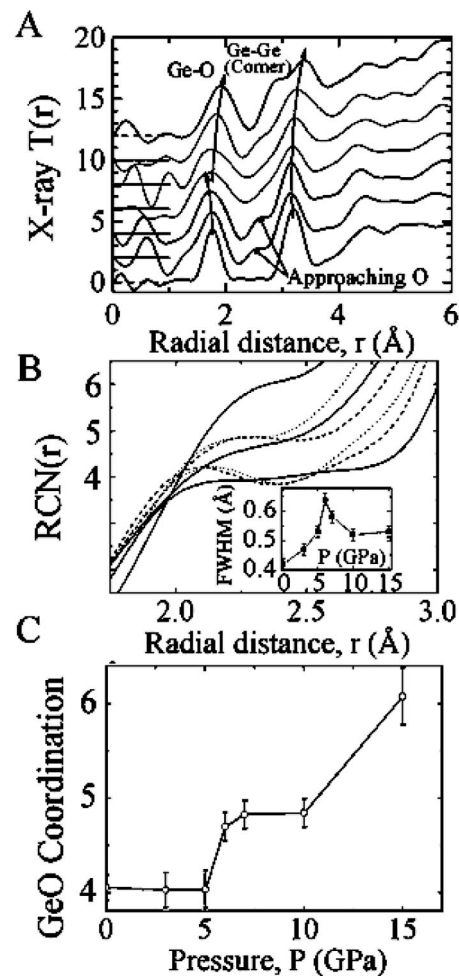 A
20
15
10
5
0
X-ray T(r)
Ge-O
Ge-Ge
(Corner)
Approaching O
0 2 4 6
Radial distance, r (Å)
B
6
5
4
RCN(r)
0.6
0.5
0.4
FWHM (Å)
P (GPa)
0 5 10 15
2.0 2.5 3.0
Radial distance, r (Å)
C
6
5
4
GeO Coordination
0 5 10 15
Pressure, P (GPa)